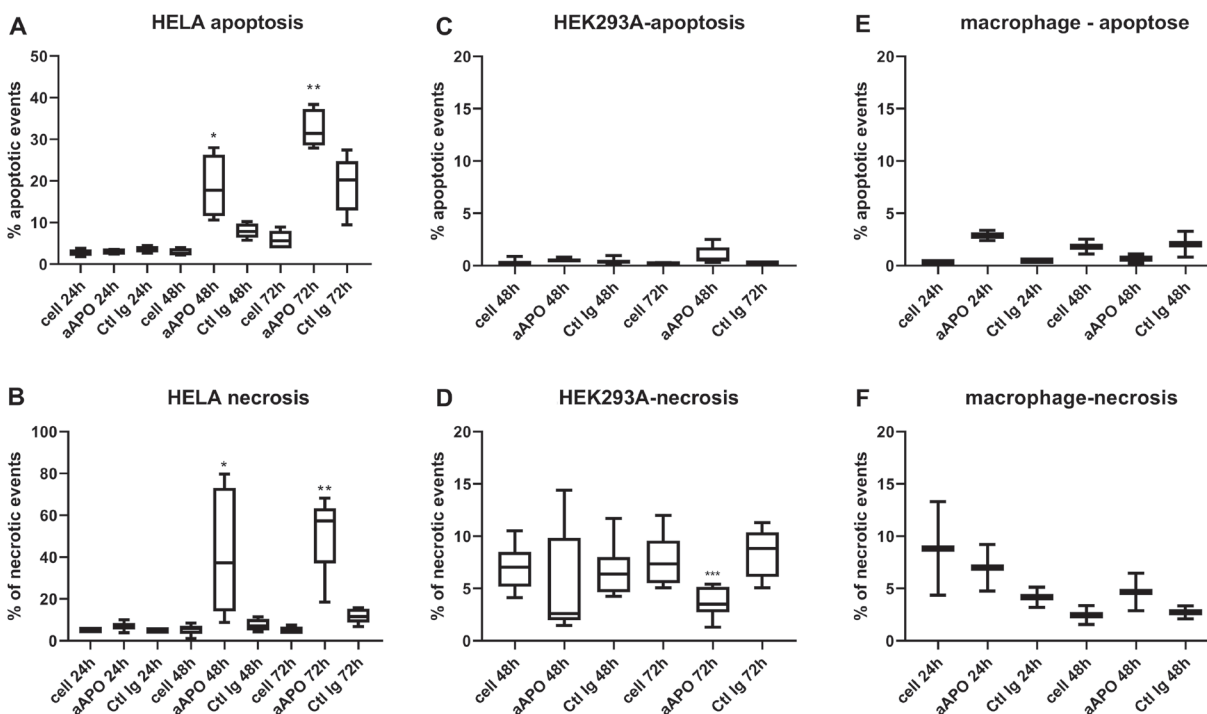 A
HELA apoptosis
% apoptotic events
50
40
30
20
10
0
*
**
cell 24h
aAPO 24h
Ctl Ig 24h
cell 48h
aAPO 48h
Ctl Ig 48h
cell 72h
aAPO 72h
Ctl Ig 72h
C
HEK293A-apoptosis
% apoptotic events
20
15
10
5
0
cell 48h
aAPO 48h
Ctl Ig 48h
cell 72h
aAPO 48h
Ctl Ig 72h
E
macrophage - apoptose
% apoptotic events
20
15
10
5
0
cell 24h
aAPO 24h
Ctl Ig 24h
cell 48h
aAPO 48h
Ctl Ig 48h
B
HELA necrosis
% of necrotic events
100
80
60
40
20
0
*
**
cell 24h
aAPO 24h
Ctl Ig 24h
cell 48h
aAPO 48h
Ctl Ig 48h
cell 72h
aAPO 72h
Ctl Ig 72h
D
HEK293A-necrosis
% of necrotic events
20
15
10
5
0
***
cell 48h
aAPO 48h
Ctl Ig 48h
cell 72h
aAPO 72h
Ctl Ig 72h
F
macrophage-necrosis
% of necrotic events
20
15
10
5
0
cell 24h
aAPO 24h
Ctl Ig 24h
cell 48h
aAPO 48h
Ctl Ig 48h